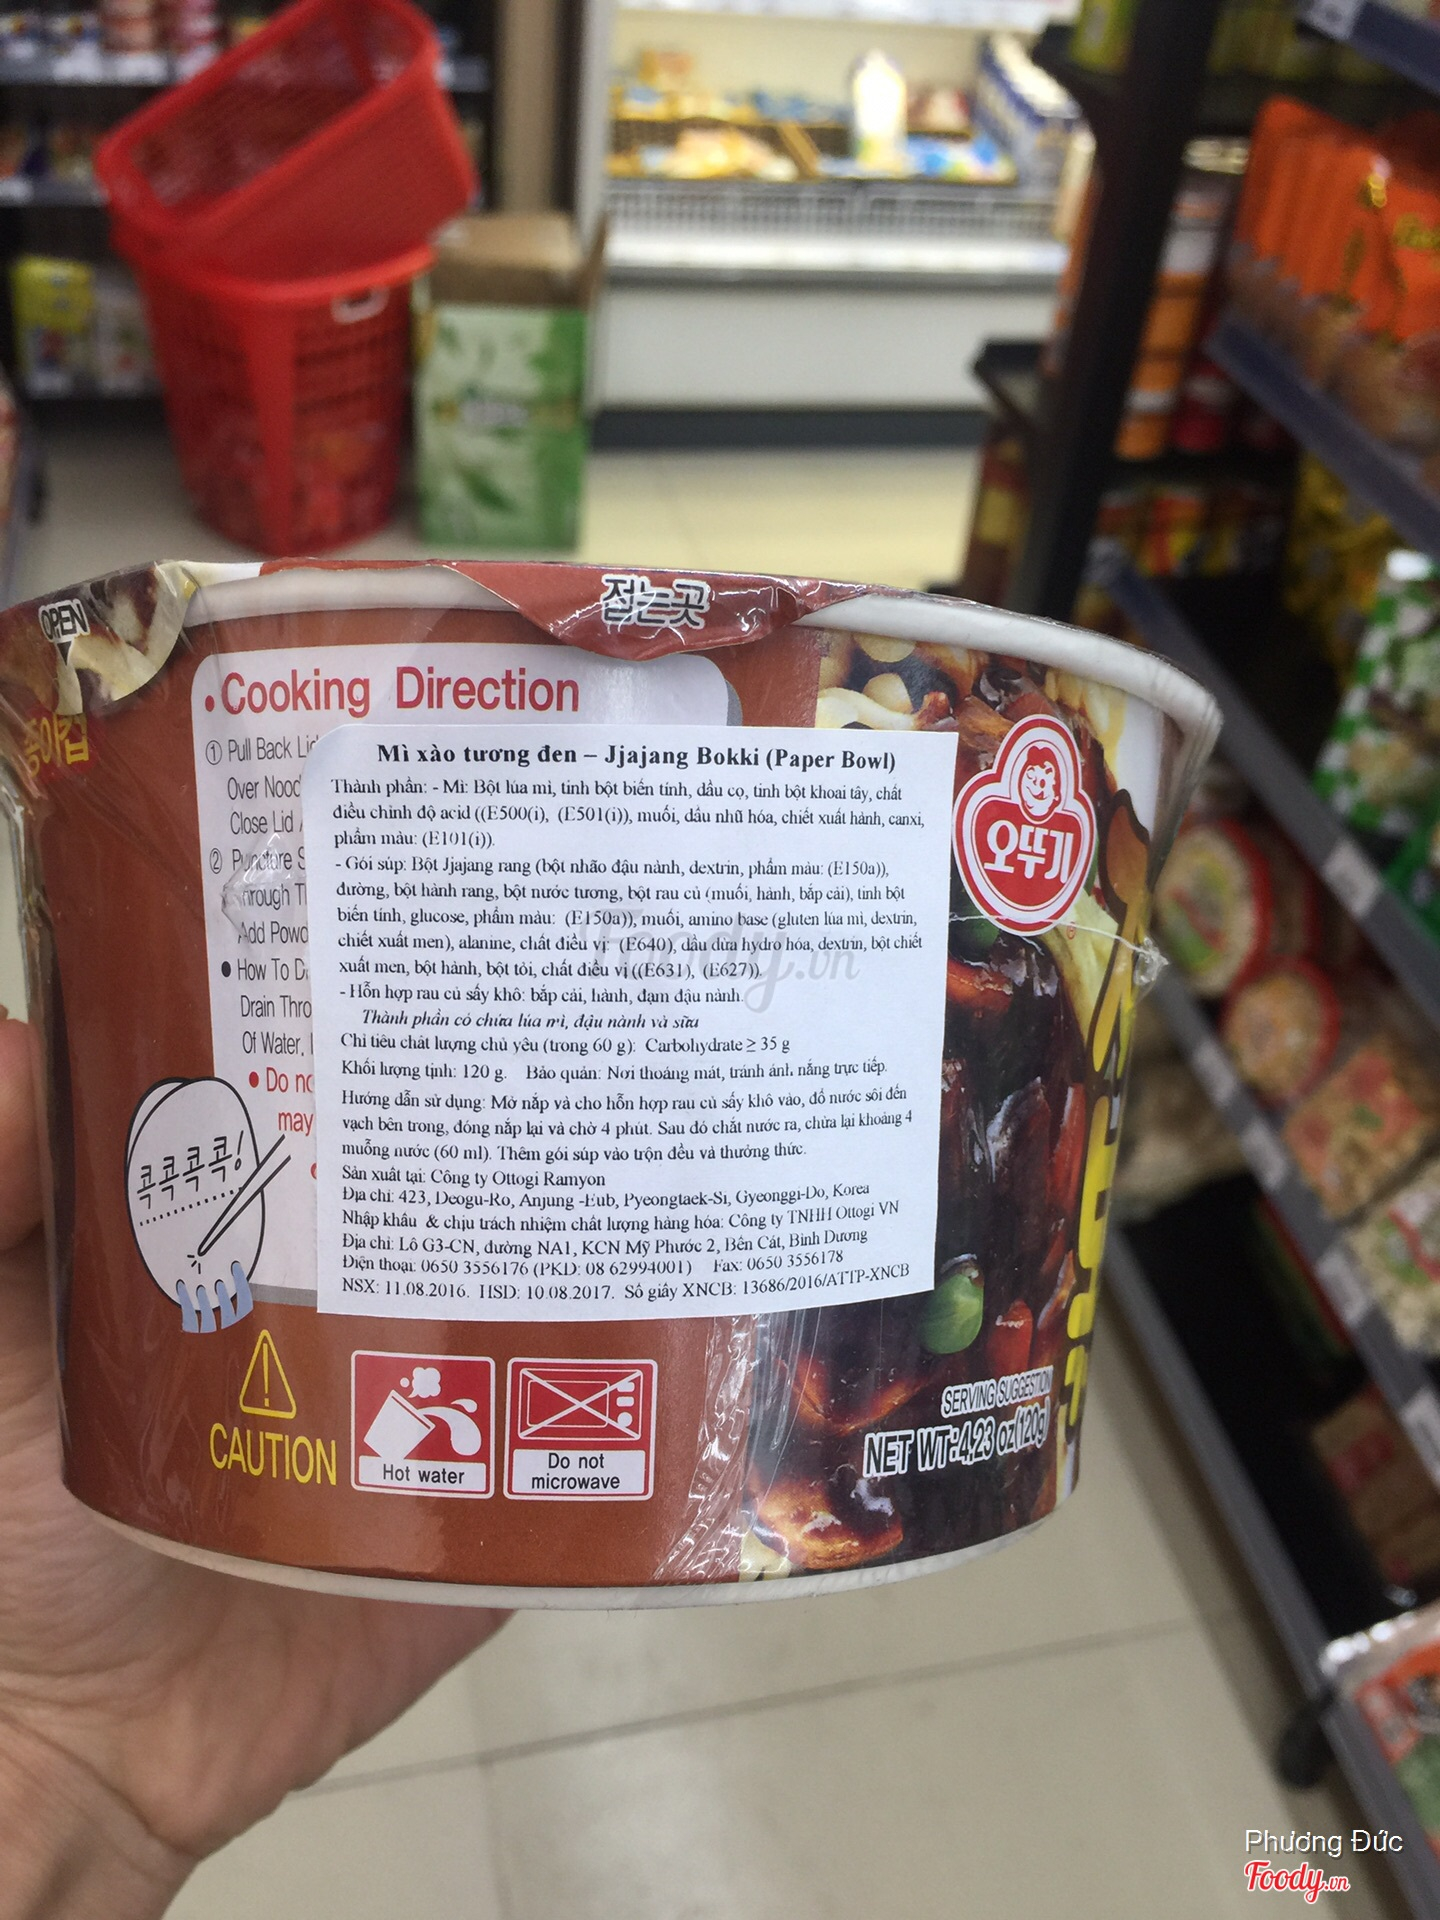 OPEN
접는곳
종이컵
• Cooking Direction
① Pull Back
Over
Close Lid
② Puncture
Through
Add
● How To
Drain
Of Water,
● Do
may
콕콕콕콕!
Mì xào tương đen – Jjajang Bokki (Paper Bowl)
Thành phần: - Mì: Bột lúa mì, tinh bột biến tính, dầu cọ, tinh bột khoai tây, chất
điều chỉnh độ acid ((E500(i), (E501(i)), muối, dầu nhũ hóa, chiết xuất hành, canxi,
phẩm màu: (E101(i)).
- Gói súp: Bột Jjajang rang (bột nhão đậu nành, dextrin, phẩm màu: (E150a)),
đường, bột hành rang, bột nước tương, bột rau củ (muối, hành, bắp cải), tinh bột
biến tính, glucose, phẩm màu: (E150a)), muối, amino base (gluten lúa mì, dextrin,
chiết xuất men), alanine, chất điều vị: (E640), dầu dừa hydro hóa, dextrin, bột chiết
xuất men, bột hành, bột tỏi, chất điều vị ((E631), (E627)).
- Hỗn hợp rau củ sấy khô: bắp cải, hành, đạm đậu nành.
Thành phần có chứa lúa mì, đậu nành và sữa
Chỉ tiêu chất lượng chủ yếu (trong 60 g): Carbohydrate ≥ 35 g
Khối lượng tịnh: 120 g. Bảo quản: Nơi thoáng mát, tránh ánh nắng trực tiếp.
Hướng dẫn sử dụng: Mở nắp và cho hỗn hợp rau củ sấy khô vào, đổ nước sôi đến
vạch bên trong, đóng nắp lại và chờ 4 phút. Sau đó chắt nước ra, chừa lại khoảng 4
muỗng nước (60 ml). Thêm gói súp vào trộn đều và thưởng thức.
Sản xuất tại: Công ty Ottogi Ramyon
Địa chỉ: 423, Deogu-Ro, Anjung -Eub, Pyeongtaek-Si, Gyeonggi-Do, Korea
Nhập khẩu & chịu trách nhiệm chất lượng hàng hóa: Công ty TNHH Ottogi VN
Địa chỉ: Lô G3-CN, đường NA1, KCN Mỹ Phước 2, Bến Cát, Bình Dương
Điện thoại: 0650 3556176 (PKD: 08 62994001) Fax: 0650 3556178
NSX: 11.08.2016. HSD: 10.08.2017. Số giấy XNCB: 13686/2016/ATTP-XNCB
오뚜기
CAUTION
Hot water
Do not
microwave
SERVING SUGGESTION
NET WT:4.23 oz(120g)
Foody.vn
Phương Đức
Foody.vn